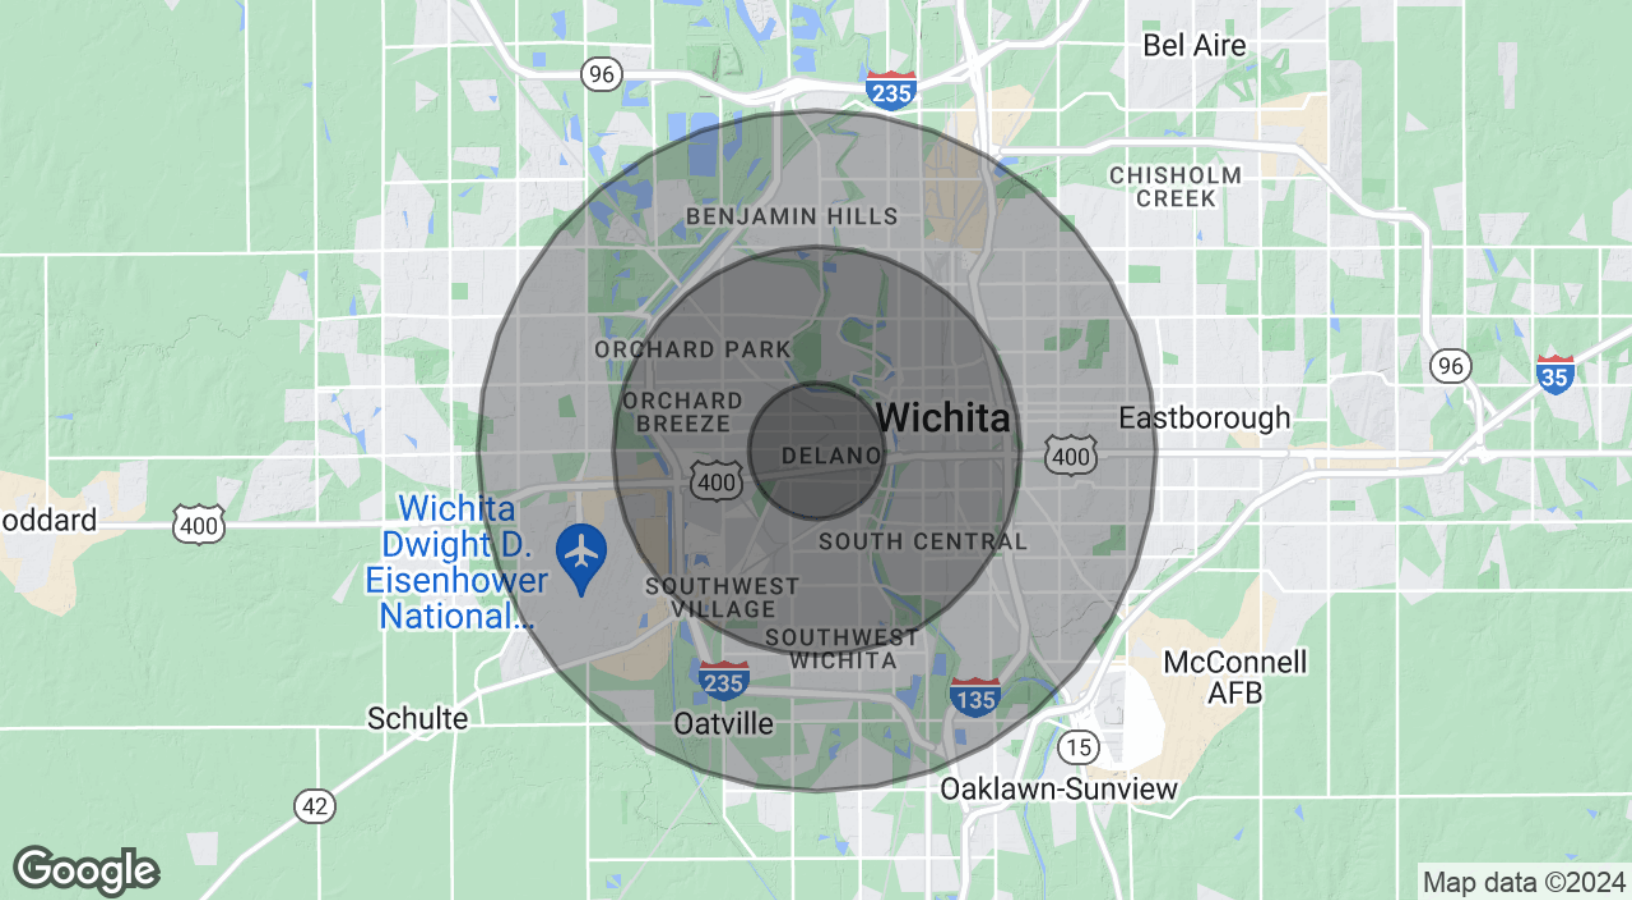 Bel Aire
96
235
CHISHOLM
CREEK
BENJAMIN HILLS
ORCHARD PARK
96
35
ORCHARD
BREEZE
Wichita
Eastborough
DELANO
400
400
Wichita
Dwight D.
Eisenhower
National...
oddard
400
SOUTH CENTRAL
SOUTHWEST
VILLAGE
SOUTHWEST
WICHITA
McConnell
AFB
235
135
Schulte
Oatville
15
Oaklawn-Sunview
42
Google
Map data ©2024